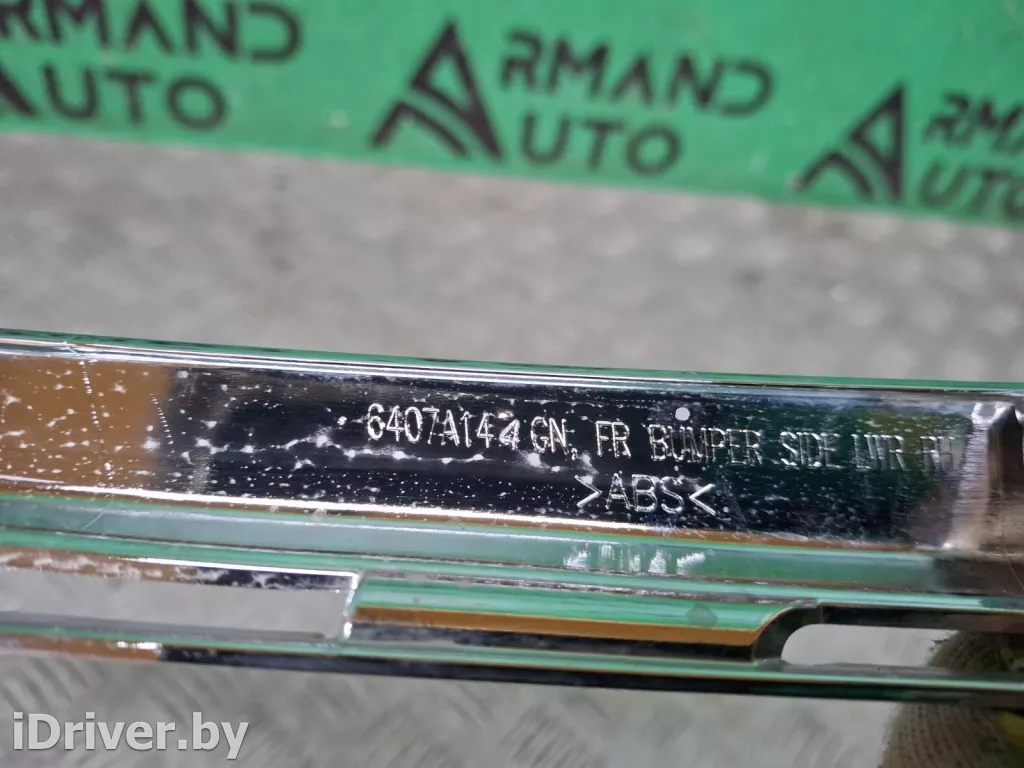 ARMAND ARMAND ARMAND
AUTO AUTO AUTO
6407A144 GN, FR BUMPER SIDE LWR RH
>ABS<
iDriver.by